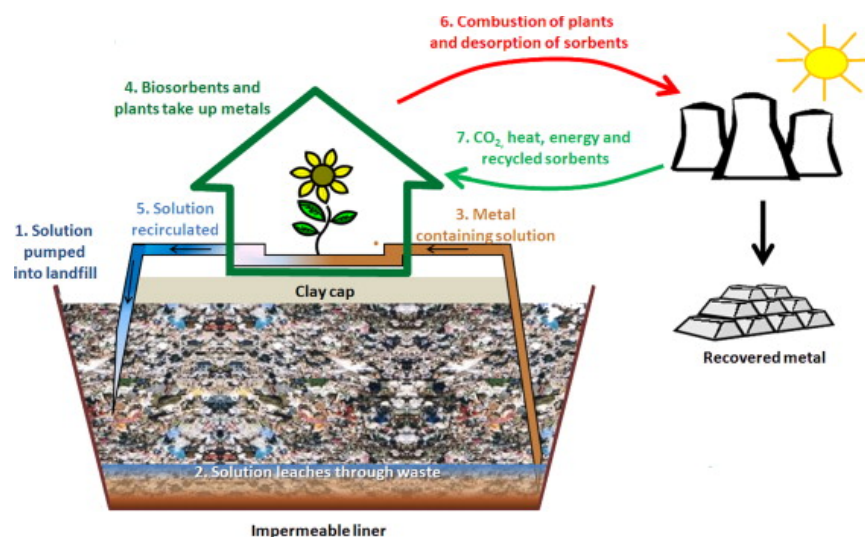 6. Combustion of plants
and desorption of sorbents
4. Biosorbents and
plants take up metals
7. CO₂, heat, energy and
recycled sorbents
1. Solution
pumped
into landfill
5. Solution
recirculated
3. Metal
containing solution
Clay cap
Recovered metal
2. Solution leaches through waste
Impermeable liner